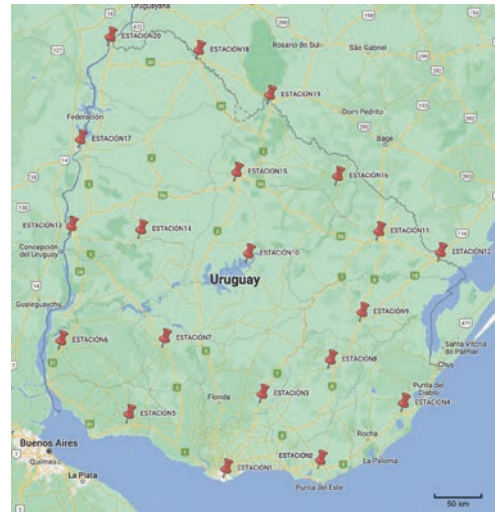 Uruguayana
ESTACIÓN20
ESTACIÓN18
Rosario do Sul
São Gabriel
ESTACIÓN19
Dom Pedrito
Federación
ESTACIÓN17
Bage
ESTACIÓN15
ESTACIÓN16
ESTACIÓN13
ESTACIÓN14
ESTACIÓN11
Concepción
del Uruguay
ESTACIÓN10
ESTACIÓN12
Uruguay
Gualeguaychú
ESTACIÓN9
ESTACIÓN6
ESTACIÓN7
Santa Vitória
do Palmar
Chuí
ESTACIÓN8
Punta del
Diablo
Florida
ESTACIÓN3
ESTACIÓN4
ESTACIÓN5
Rocha
Buenos Aires
Quilmes
La Plata
ESTACIÓN1
ESTACIÓN2
La Paloma
Punta del Este
50 km